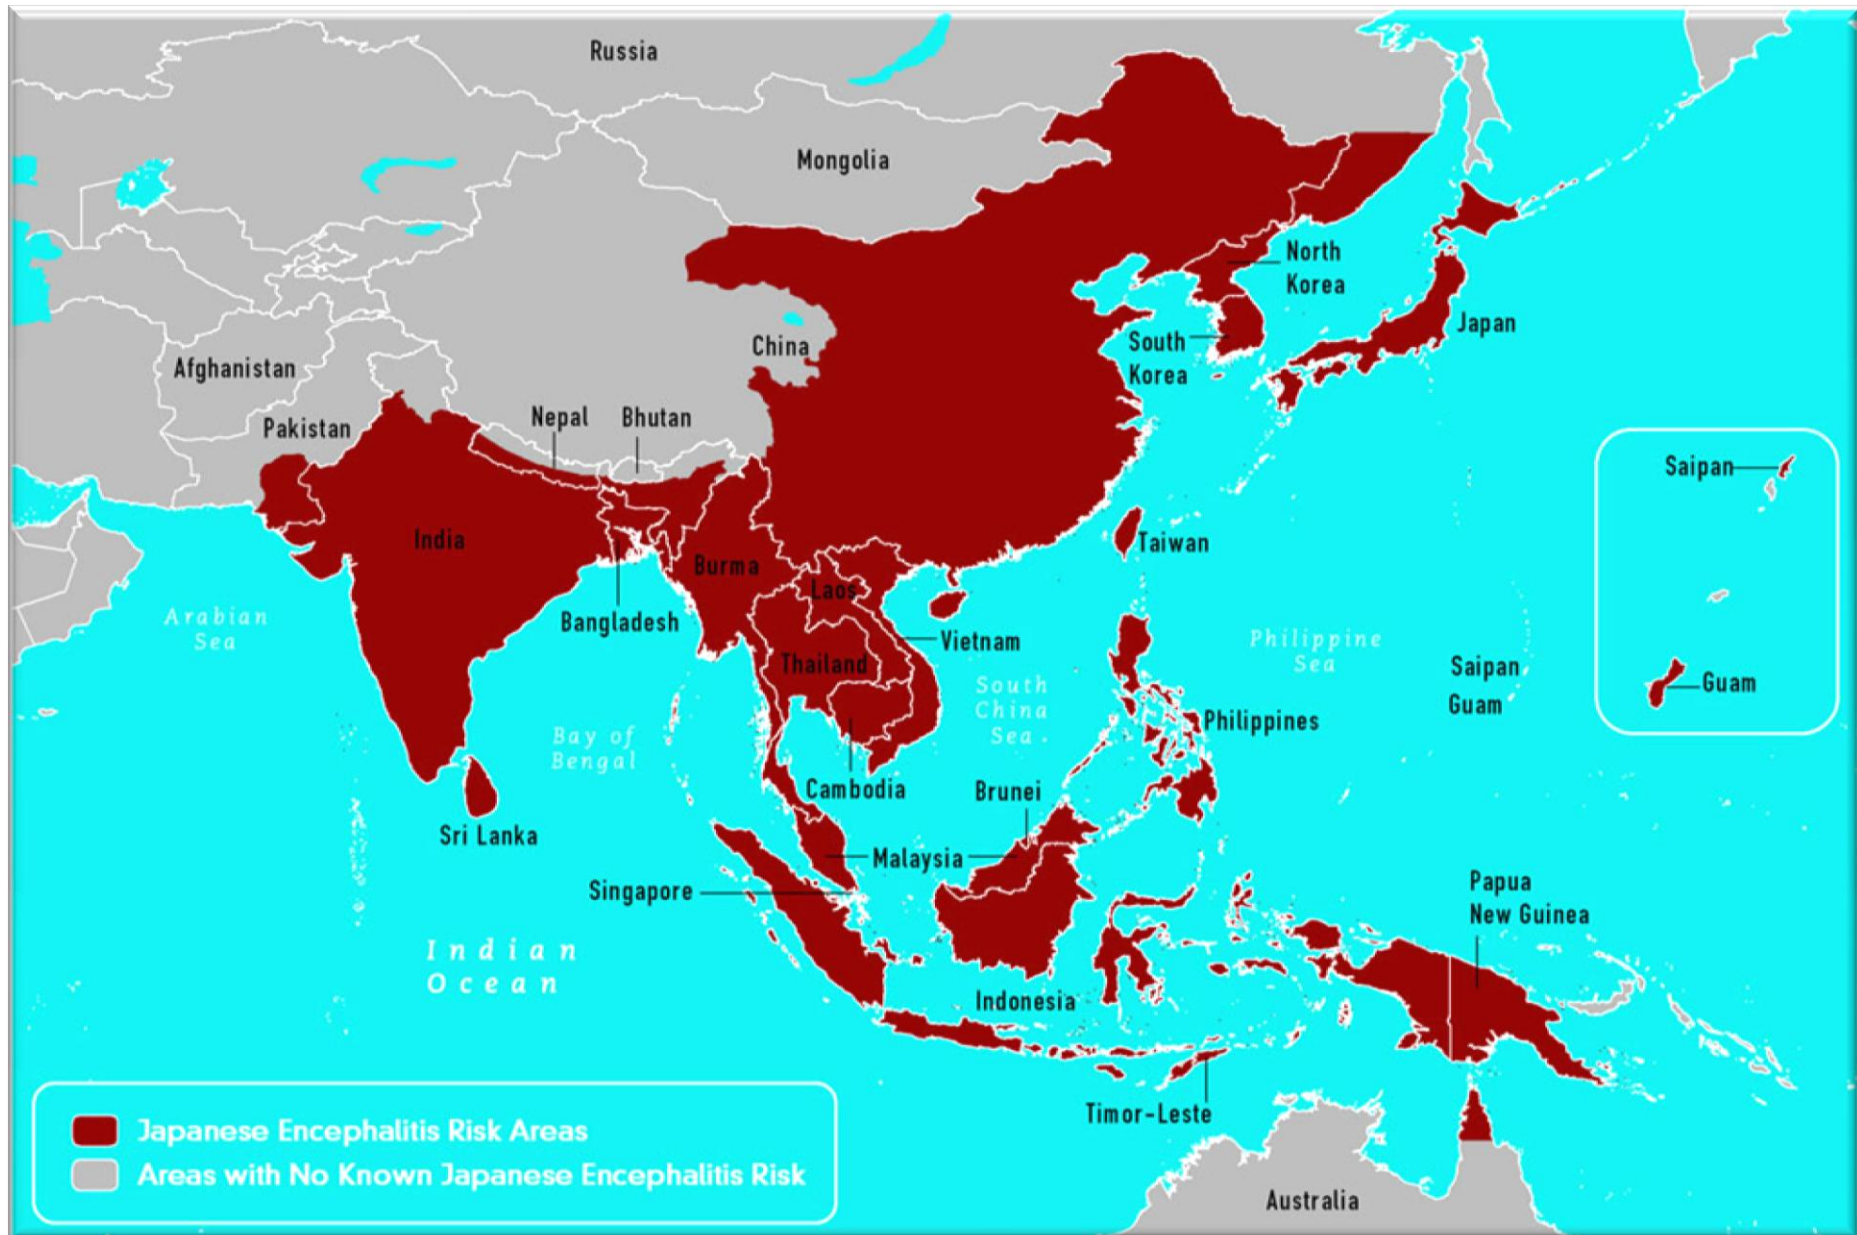 Russia
Mongolia
North
Korea
Japan
South
Korea
China
Afghanistan
Pakistan
Nepal
Bhutan
Saipan
India
Taiwan
Burma
Laos
Arabian
Sea
Bangladesh
Vietnam
Philippine
Sea
Thailand
Saipan
Guam
Guam
South
China
Sea
Philippines
Bay of
Bengal
Cambodia
Brunei
Sri Lanka
Malaysia
Singapore
Papua
New Guinea
Indian
Ocean
Indonesia
Timor-Leste
Japanese Encephalitis Risk Areas
Areas with No Known Japanese Encephalitis Risk
Australia